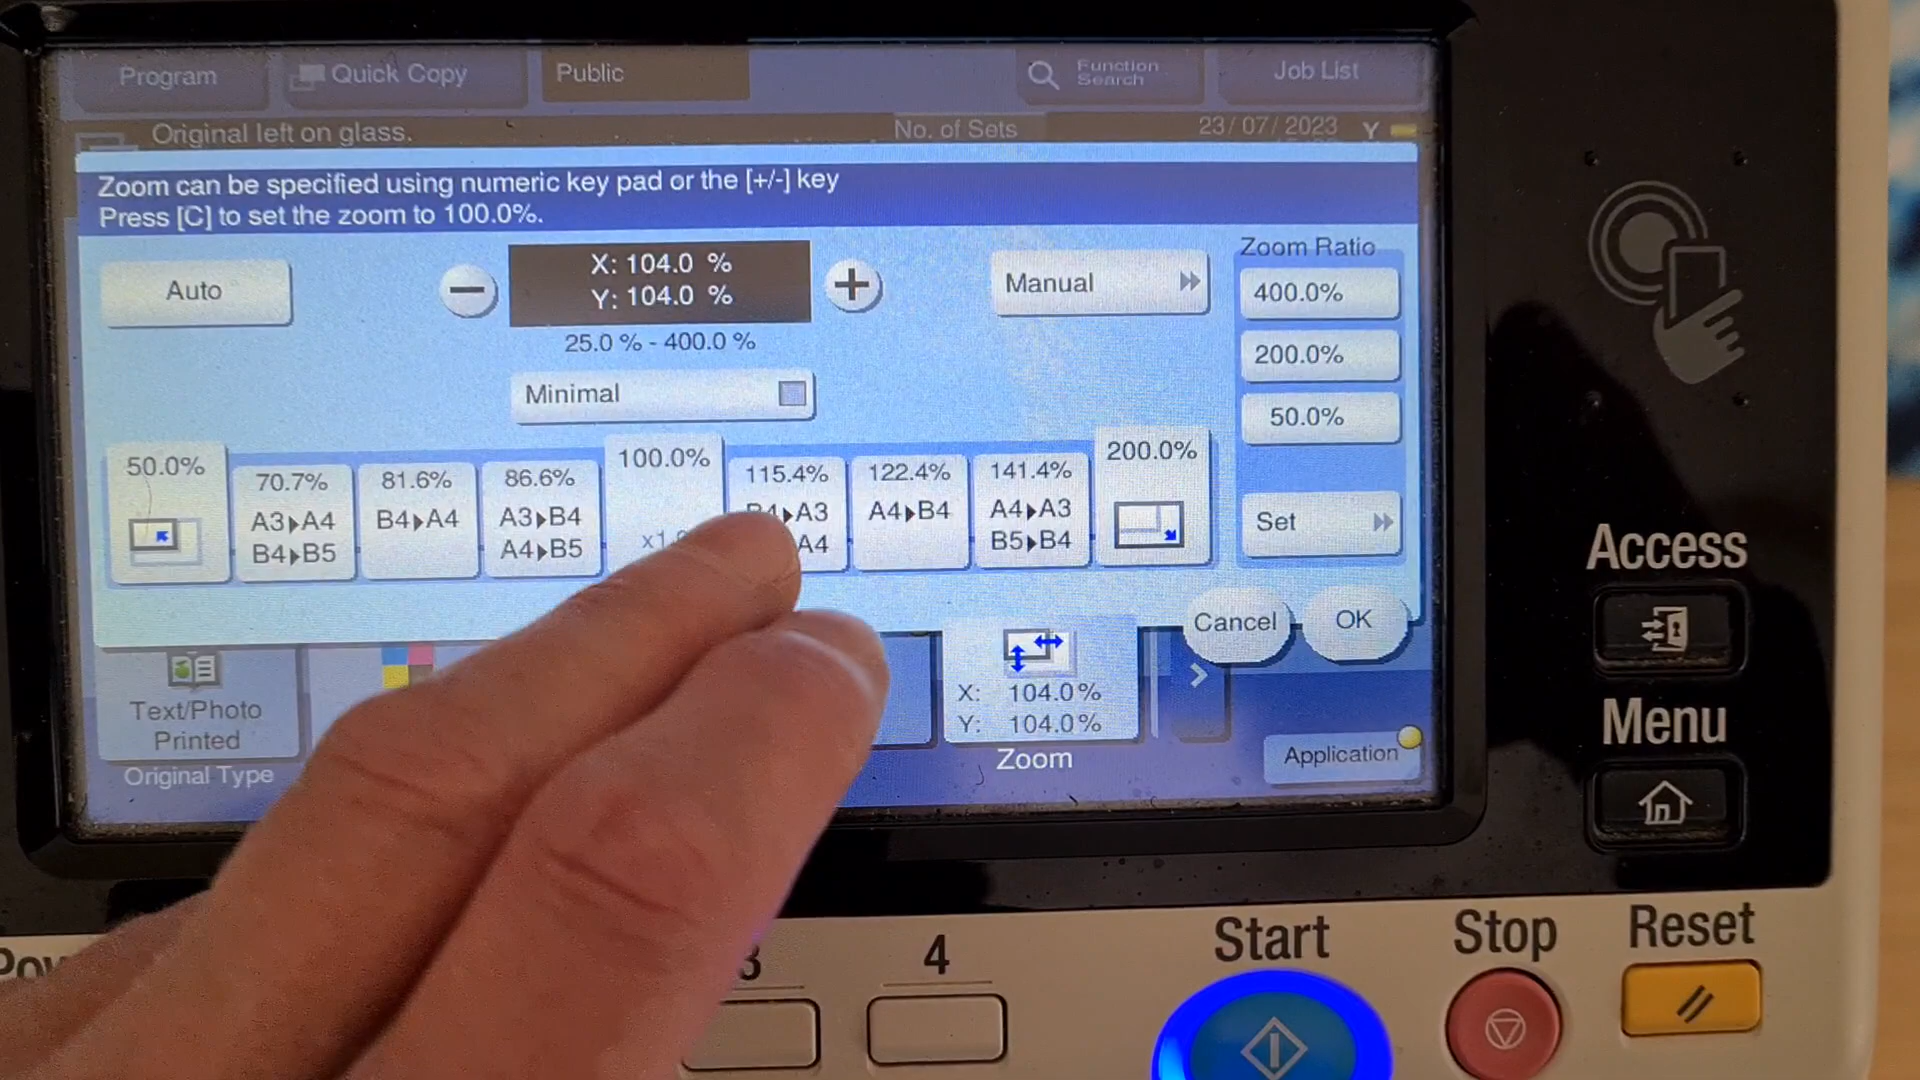 Program
Quick Copy
Public
Function Search
Job List
Original left on glass.
No. of Sets
23/07/2023
Y
Zoom can be specified using numeric key pad or the [+/-] key
Press [C] to set the zoom to 100.0%.
Auto
−
X: 104.0 %
Y: 104.0 %
+
25.0 % - 400.0 %
Manual
Zoom Ratio
400.0%
200.0%
50.0%
Minimal
50.0%
70.7%
A3▸A4
B4▸B5
81.6%
B4▸A4
86.6%
A3▸B4
A4▸B5
100.0%
115.4%
B4▸A3
A4
122.4%
A4▸B4
141.4%
A4▸A3
B5▸B4
200.0%
Set
Cancel
OK
Text/Photo
Printed
Original Type
X: 104.0%
Y: 104.0%
Zoom
Application
Access
Menu
3
4
Start
Stop
Reset